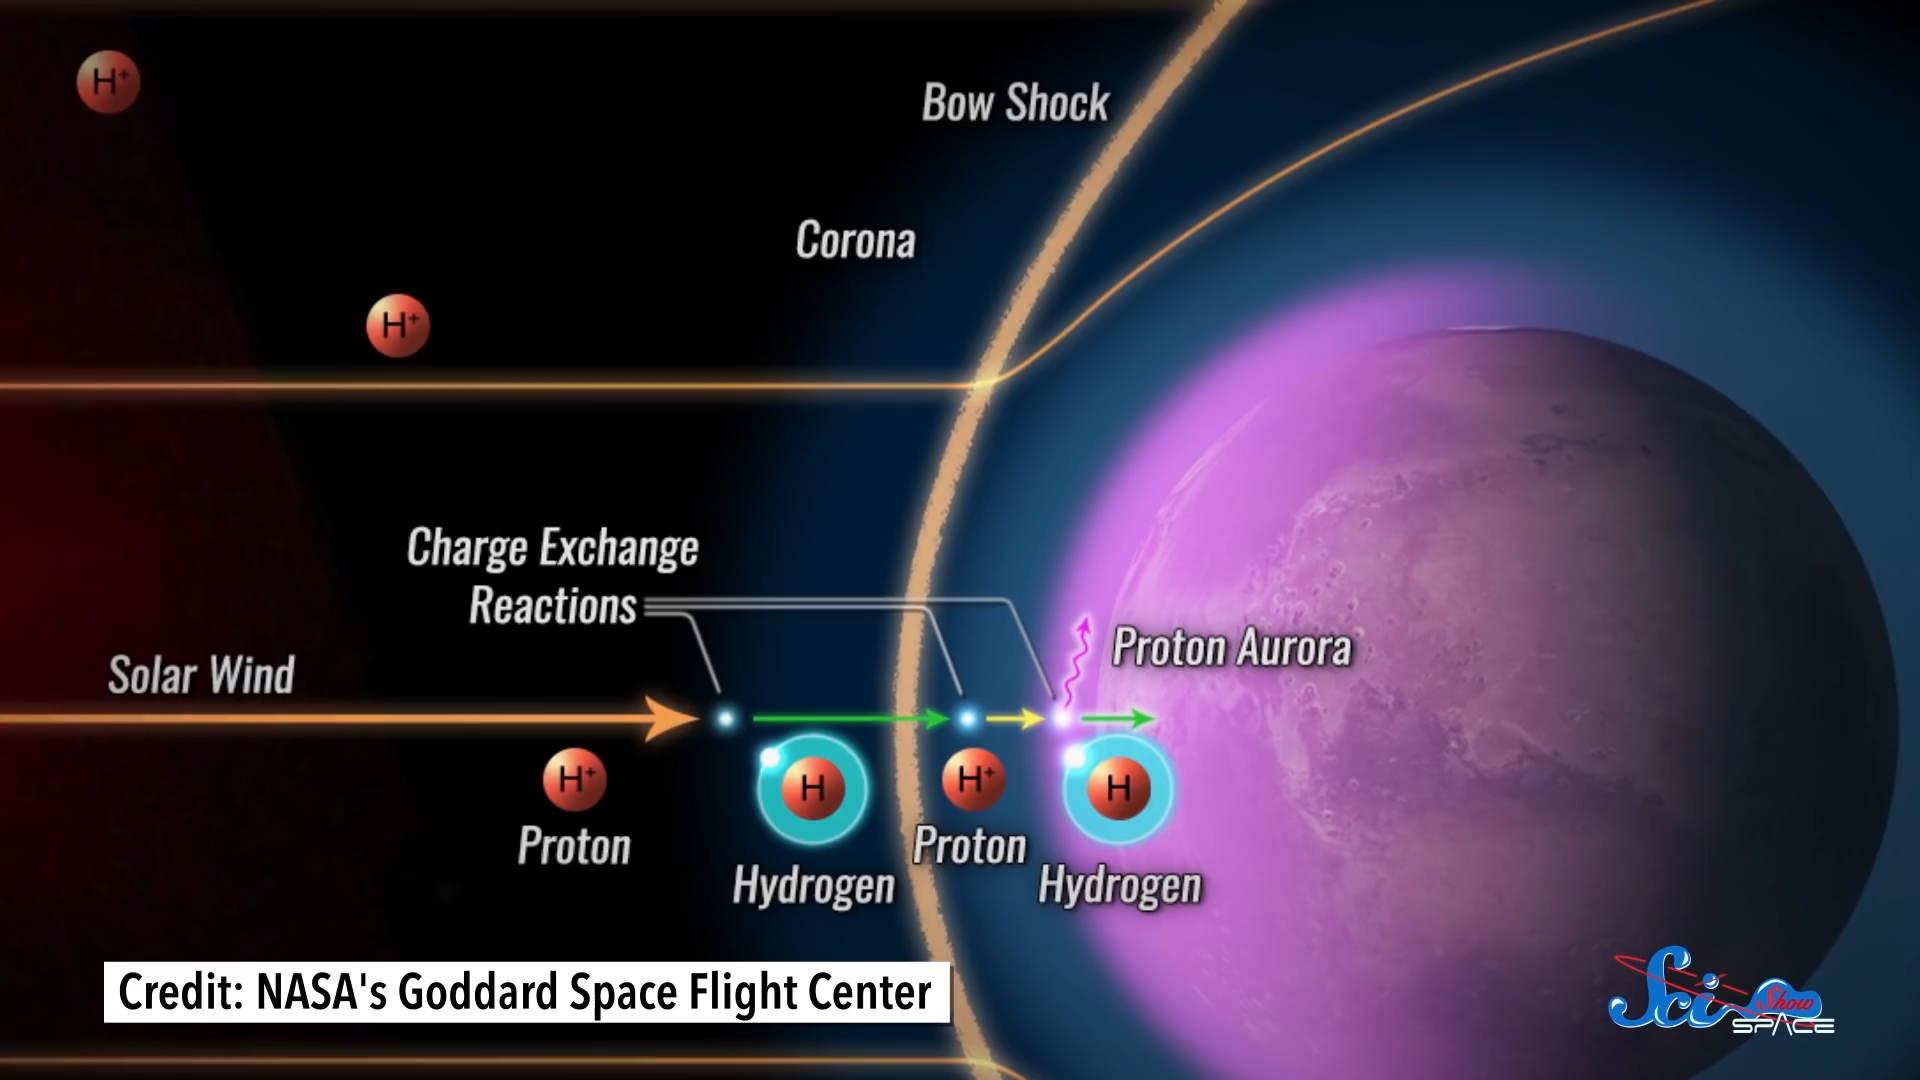 H+
Bow Shock
Corona
H+
Charge Exchange
Reactions
Solar Wind
Proton Aurora
H+
H
H+
H
Proton
Proton
Hydrogen
Hydrogen
Credit: NASA's Goddard Space Flight Center
Sci Show
SPACE